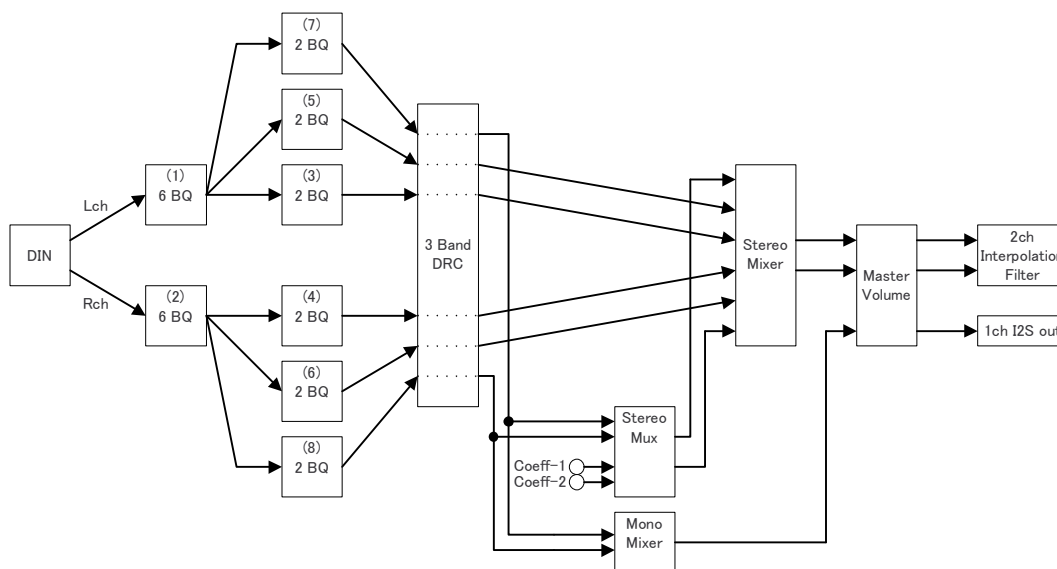 (7)
2 BQ
(5)
2 BQ
(1)
6 BQ
(3)
2 BQ
Lch
DIN
3 Band
DRC
Stereo
Mixer
Master
Volume
2ch
Interpolation
Filter
Rch
(2)
6 BQ
(4)
2 BQ
1ch I2S out
(6)
2 BQ
(8)
2 BQ
Stereo
Mux
Coeff-1
Coeff-2
Mono
Mixer